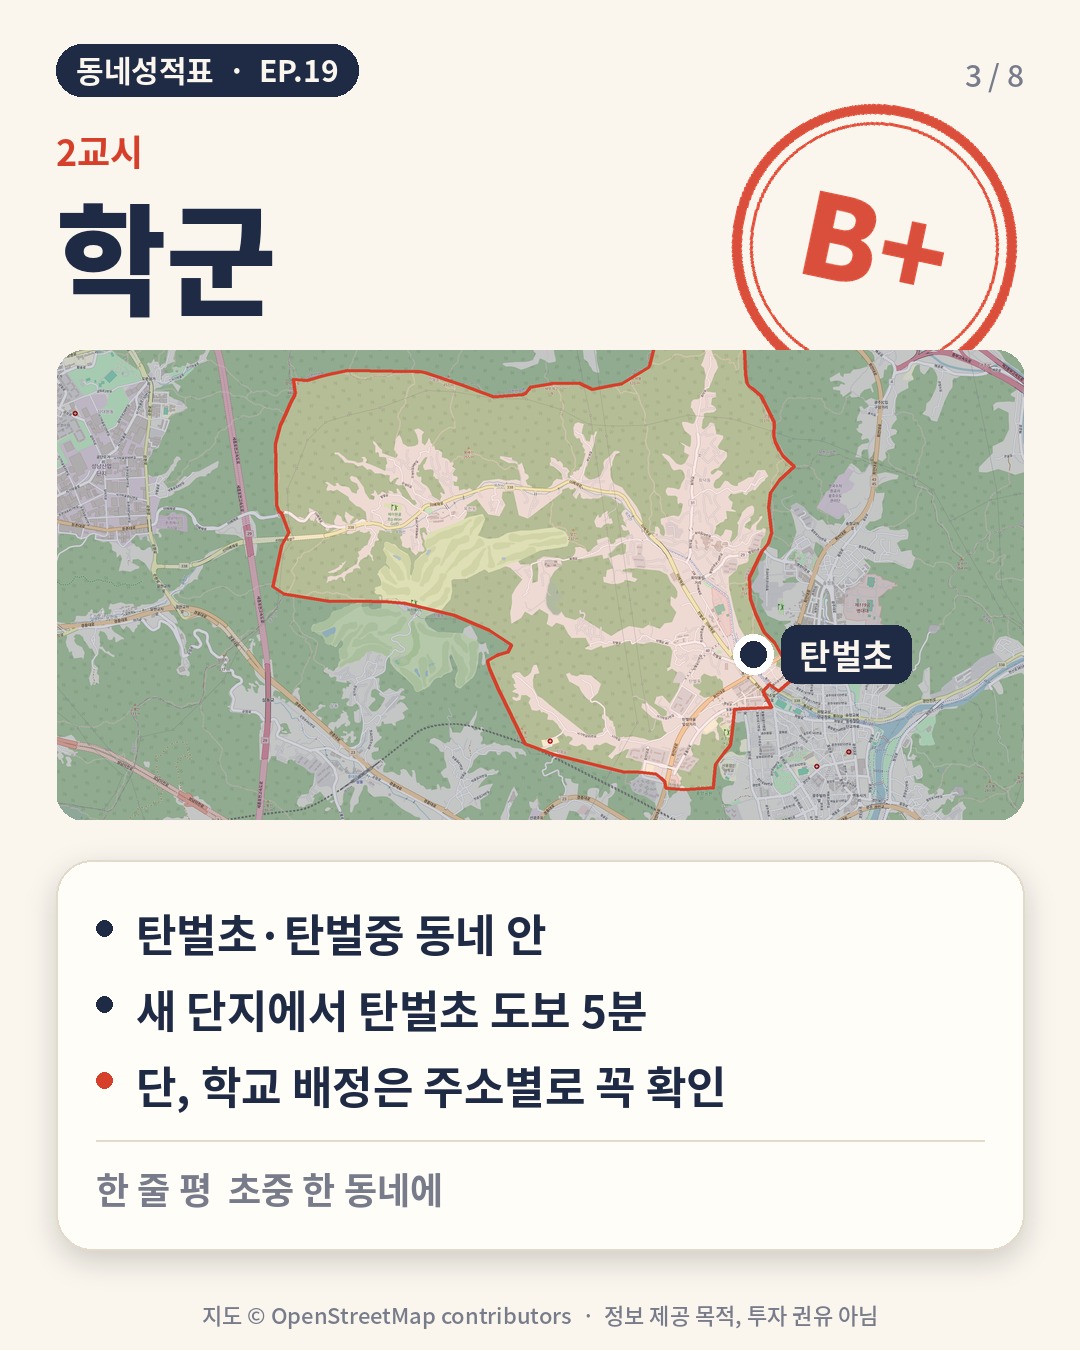 동네성적표 · EP.19
3 / 8
2교시
학군
B+
탄벌초
탄벌초·탄벌중 동네 안
새 단지에서 탄벌초 도보 5분
단, 학교 배정은 주소별로 꼭 확인
한 줄 평 초중 한 동네에
지도 © OpenStreetMap contributors · 정보 제공 목적, 투자 권유 아님